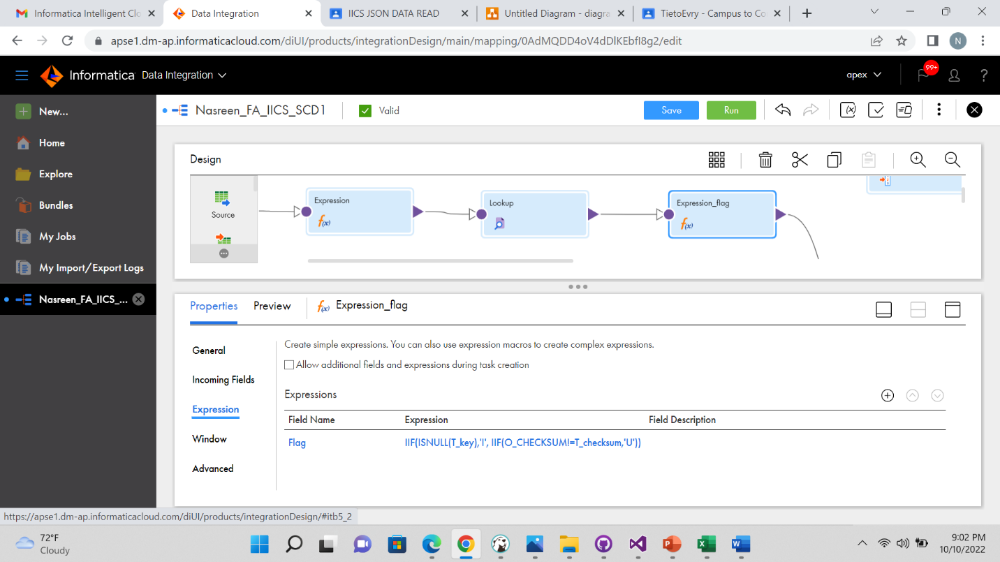 Informatica Intelligent Clo
Data Integration
IICS JSON DATA READ
Untitled Diagram - diagra
TietoEvry - Campus to Co
apse1.dm-ap.informaticacloud.com/diUI/products/integrationDesign/main/mapping/0AdMQDD4oV4dDlKEbfI8g2/edit
N
Informatica Data Integration
apex
99+
?
New...
Home
Explore
Bundles
My Jobs
My Import/Export Logs
Nasreen_FA_IICS_...
Nasreen_FA_IICS_SCD1
Valid
Save
Run
Design
Source
Expression
f(x)
Lookup
Expression_flag
f(x)
Properties
Preview
f(x) Expression_flag
General
Incoming Fields
Expression
Window
Advanced
Create simple expressions. You can also use expression macros to create complex expressions.
Allow additional fields and expressions during task creation
Expressions
Field Name Expression Field Description
Flag IIF(ISNULL(T_key),'I', IIF(O_CHECKSUM!=T_checksum,'U'))
https://apse1.dm-ap.informaticacloud.com/diUI/products/integrationDesign/#itb5_2
72°F
Cloudy
9:02 PM
10/10/2022